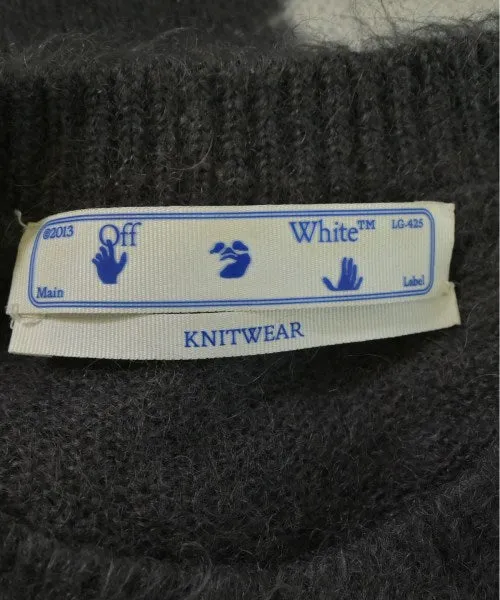 ©2013 Off White™ LG-425
Main Label
KNITWEAR